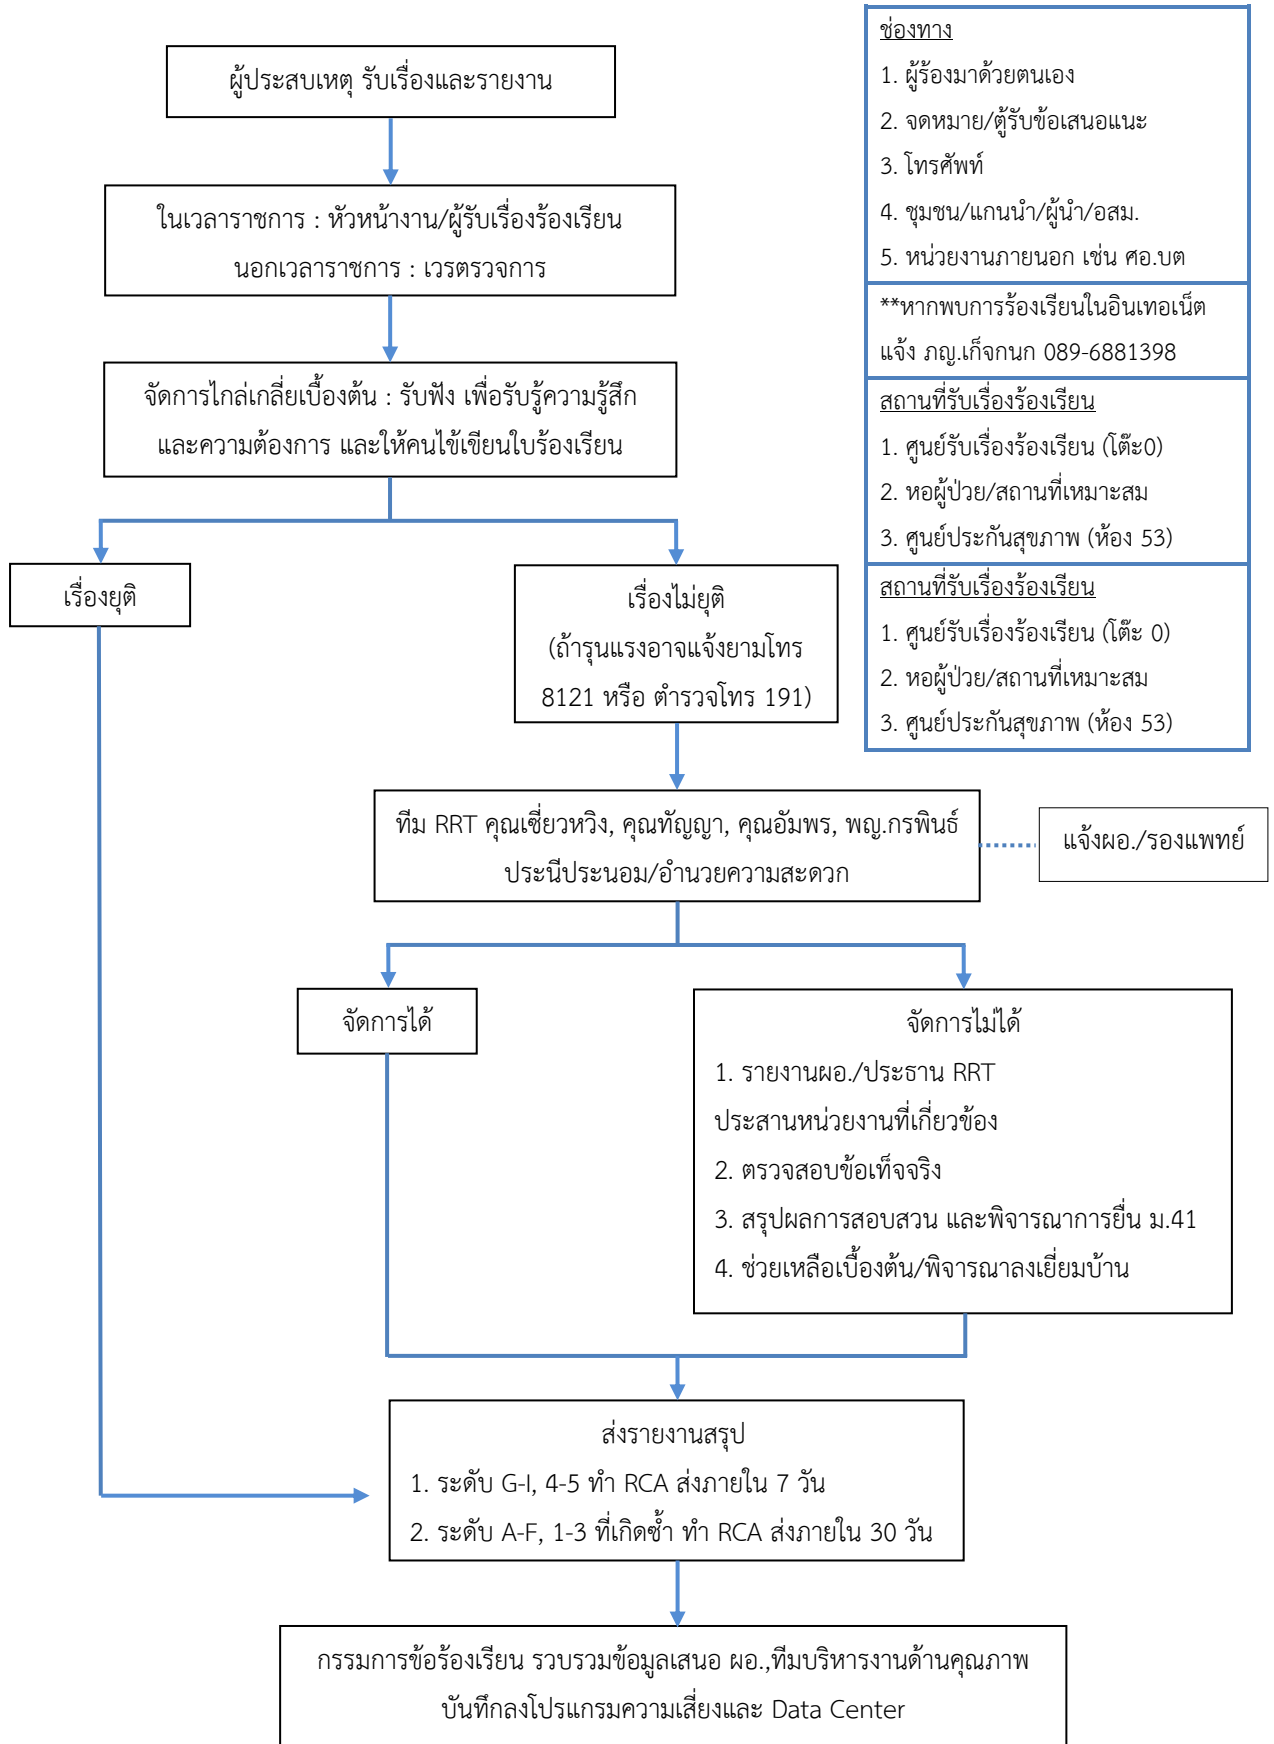 ผู้ประสบเหตุ รับเรื่องและรายงาน
ในเวลาราชการ : หัวหน้างาน/ผู้รับเรื่องร้องเรียน
นอกเวลาราชการ : เวรตรวจการ
จัดการไกล่เกลี่ยเบื้องต้น : รับฟัง เพื่อรับรู้ความรู้สึก
และความต้องการ และให้คนไข้เขียนใบร้องเรียน
เรื่องยุติ
เรื่องไม่ยุติ
(ถ้ารุนแรงอาจแจ้งยามโทร
8121 หรือ ตำรวจโทร 191)
ช่องทาง
1. ผู้ร้องมาด้วยตนเอง
2. จดหมาย/ตู้รับข้อเสนอแนะ
3. โทรศัพท์
4. ชุมชน/แกนนำ/ผู้นำ/อสม.
5. หน่วยงานภายนอก เช่น ศอ.บต
**หากพบการร้องเรียนในอินเทอเน็ต
แจ้ง ภญ.เก็จกนก 089-6881398
สถานที่รับเรื่องร้องเรียน
1. ศูนย์รับเรื่องร้องเรียน (โต๊ะ0)
2. หอผู้ป่วย/สถานที่เหมาะสม
3. ศูนย์ประกันสุขภาพ (ห้อง 53)
สถานที่รับเรื่องร้องเรียน
1. ศูนย์รับเรื่องร้องเรียน (โต๊ะ 0)
2. หอผู้ป่วย/สถานที่เหมาะสม
3. ศูนย์ประกันสุขภาพ (ห้อง 53)
ทีม RRT คุณเซี่ยวหวิง, คุณทัญญา, คุณอัมพร, พญ.กรพินธ์
ประนีประนอม/อำนวยความสะดวก
แจ้งผอ./รองแพทย์
จัดการได้
จัดการไม่ได้
1. รายงานผอ./ประธาน RRT
ประสานหน่วยงานที่เกี่ยวข้อง
2. ตรวจสอบข้อเท็จจริง
3. สรุปผลการสอบสวน และพิจารณาการยื่น ม.41
4. ช่วยเหลือเบื้องต้น/พิจารณาลงเยี่ยมบ้าน
ส่งรายงานสรุป
1. ระดับ G-I, 4-5 ทำ RCA ส่งภายใน 7 วัน
2. ระดับ A-F, 1-3 ที่เกิดซ้ำ ทำ RCA ส่งภายใน 30 วัน
กรรมการข้อร้องเรียน รวบรวมข้อมูลเสนอ ผอ.,ทีมบริหารงานด้านคุณภาพ
บันทึกลงโปรแกรมความเสี่ยงและ Data Center